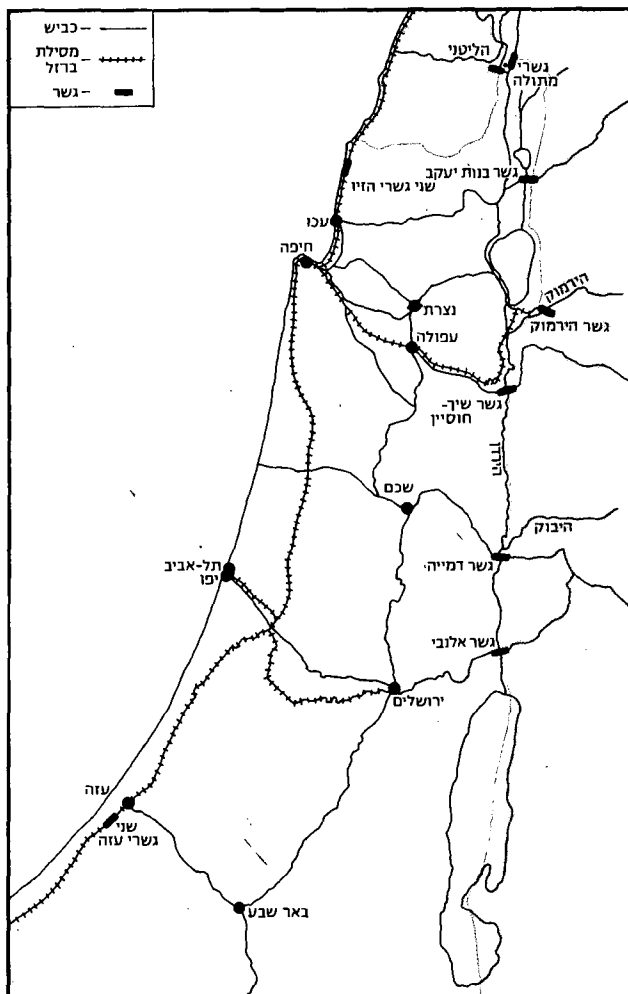 כביש
מסילת
ברזל
גשר
הליטני
גשרי
מתולה
גשר בנות יעקב
שני גשרי הזיו
עכו
חיפה
הירמוק
נצרת
גשר הירמוק
עפולה
גשר שיך-
חוסיין
הירדן
שכם
היבוק
תל-אביב
יפו
גשר דמייה
גשר אלנבי
ירושלים
עזה
שני
גשרי עזה
באר שבע